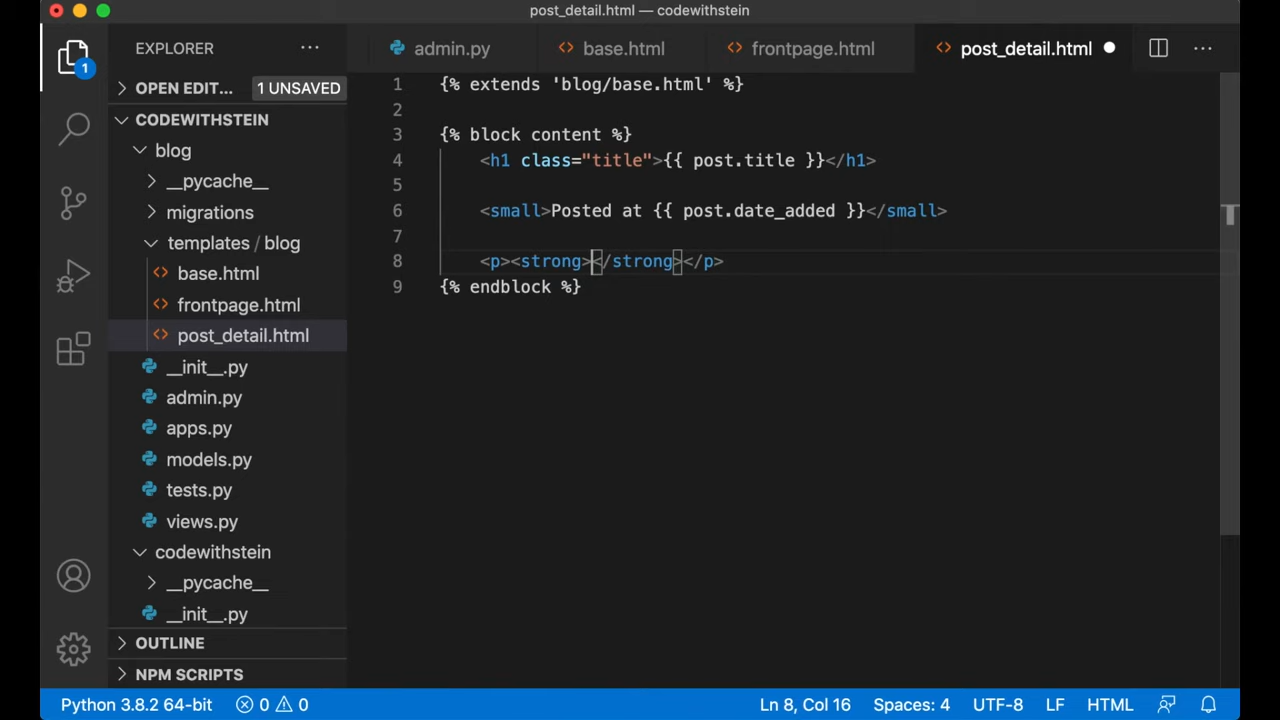 post_detail.html — codewithstein
EXPLORER
admin.py
base.html
frontpage.html
post_detail.html
1
OPEN EDIT...
1 UNSAVED
CODEWITHSTEIN
blog
__pycache__
migrations
templates / blog
base.html
frontpage.html
post_detail.html
__init__.py
admin.py
apps.py
models.py
tests.py
views.py
codewithstein
__pycache__
__init__.py
OUTLINE
NPM SCRIPTS
1 {% extends 'blog/base.html' %}
2
3 {% block content %}
4 <h1 class="title">{{ post.title }}</h1>
5
6 <small>Posted at {{ post.date_added }}</small>
7
8 <p><strong></strong></p>
9 {% endblock %}
Python 3.8.2 64-bit 0 0 Ln 8, Col 16 Spaces: 4 UTF-8 LF HTML